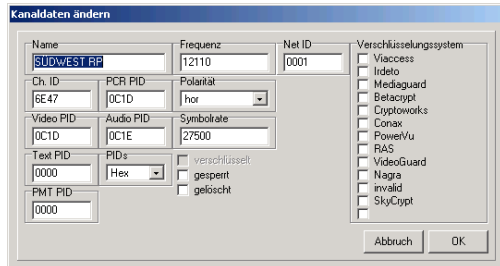 Kanaldaten ändern
Name
SÜDWEST RP
Frequenz
12110
Net ID
0001
Ch. ID
6E47
PCR PID
0C1D
Polarität
hor
Video PID
0C1D
Audio PID
0C1E
Symbolrate
27500
Text PID
0000
PIDs
Hex
PMT PID
0000
verschlüsselt
gesperrt
gelöscht
Verschlüsselungssystem
Viaccess
Irdeto
Mediaguard
Betacrypt
Cryptoworks
Conax
PowerVu
RAS
VideoGuard
Nagra
invalid
SkyCrypt
Abbruch
OK